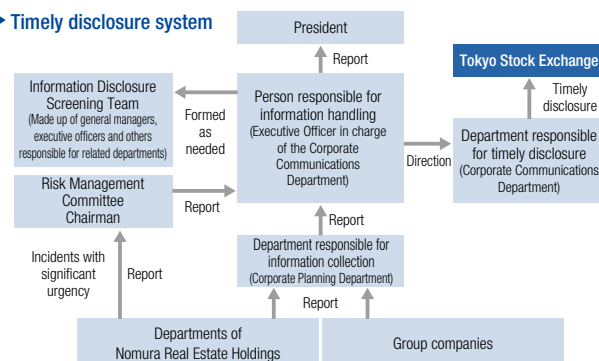 Timely disclosure system
President
Report
Tokyo Stock Exchange
Information Disclosure
Screening Team
(Made up of general managers,
executive officers and others
responsible for related departments)
Formed
as
needed
Person responsible for
information handling
(Executive Officer in charge
of the Corporate
Communications
Department)
Timely
disclosure
Direction
Department responsible
for timely disclosure
(Corporate Communications
Department)
Risk Management
Committee
Chairman
Report
Report
Department responsible for
information collection
(Corporate Planning Department)
Incidents with
significant
urgency
Report
Report
Departments of
Nomura Real Estate Holdings
Group companies